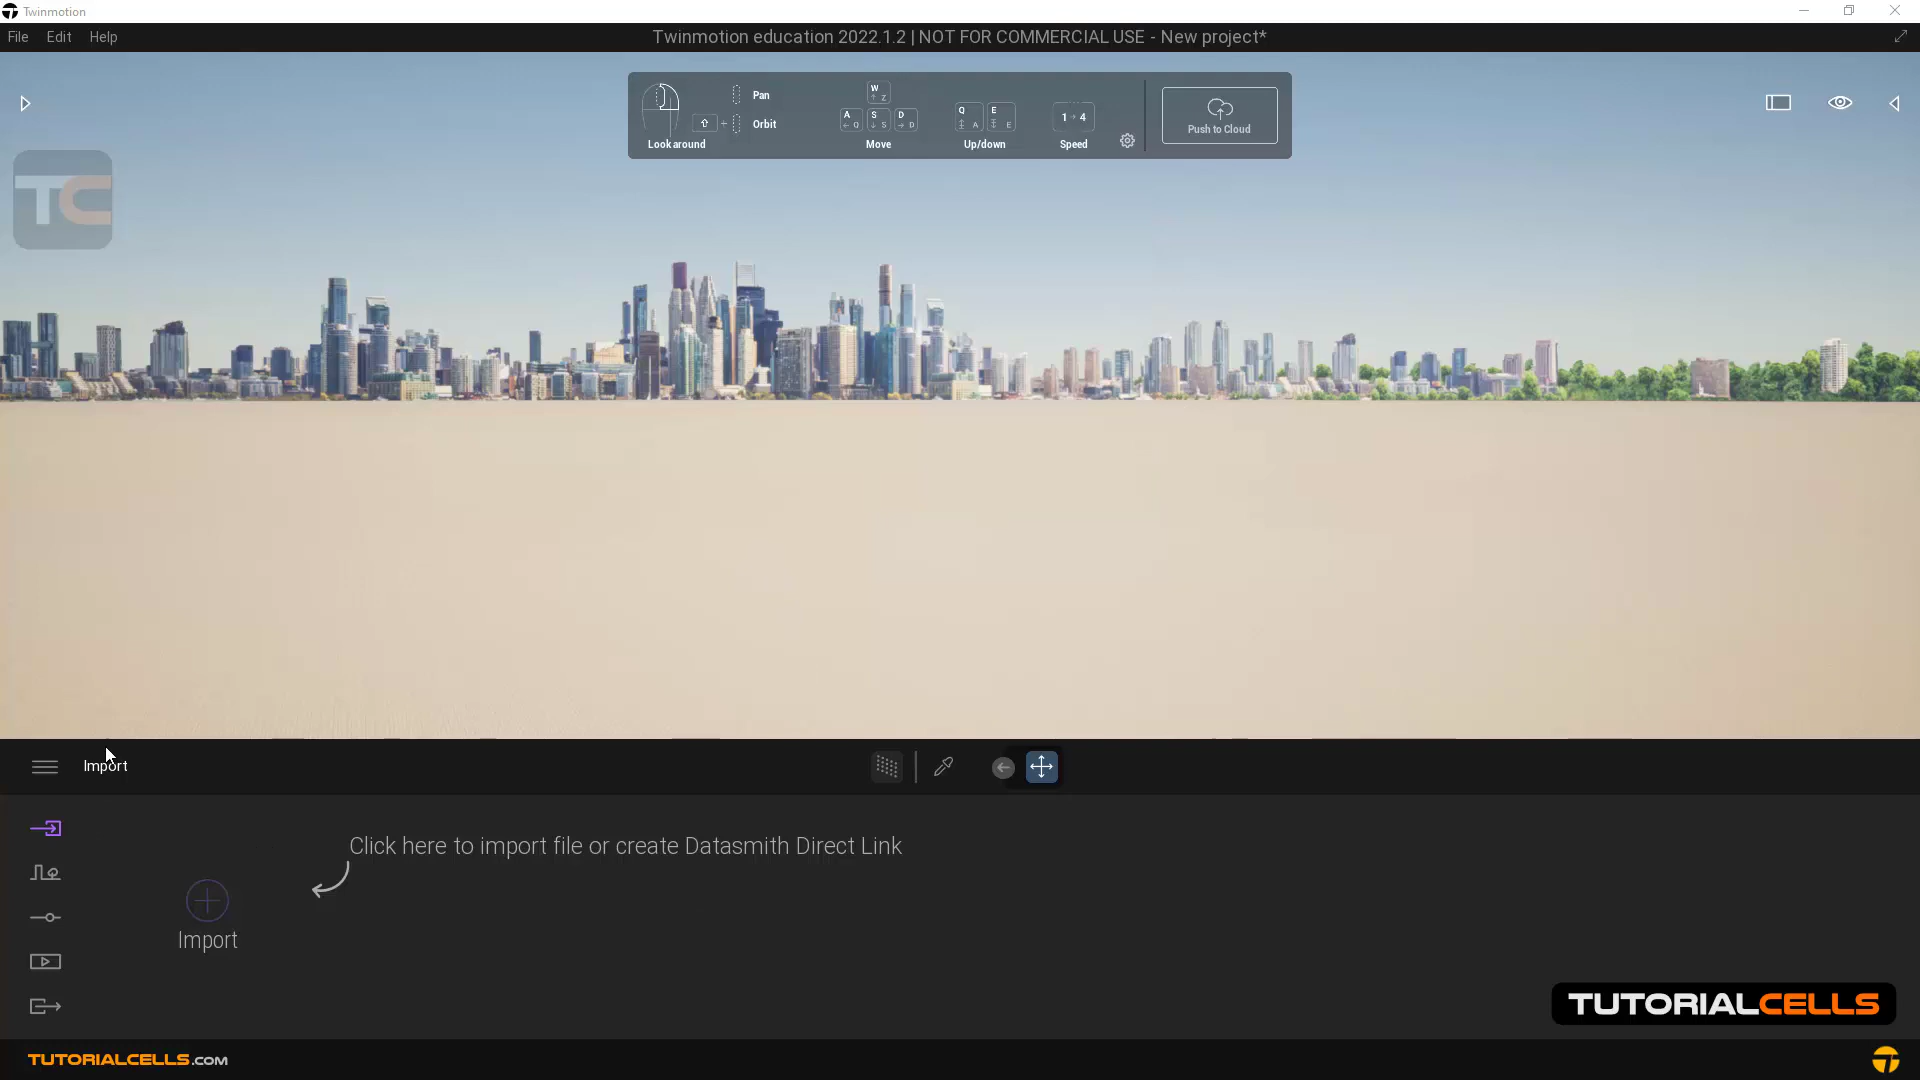 Twinmotion
File Edit Help
Twinmotion education 2022.1.2 | NOT FOR COMMERCIAL USE - New project*
Pan
Orbit
Look around
W
Z
A
Q
S
S
D
D
Move
Q
A
E
E
Up/down
1 4
Speed
Push to Cloud
TC
Import
Click here to import file or create Datasmith Direct Link
Import
TUTORIALCELLS
TUTORIALCELLS.COM